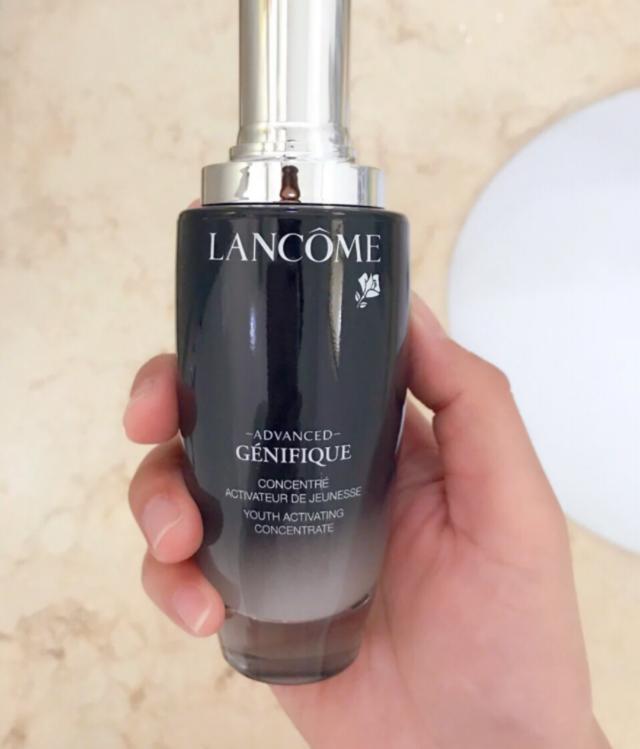 LANCÔME
–ADVANCED–
GÉNIFIQUE
CONCENTRÉ
ACTIVATEUR DE JEUNESSE
YOUTH ACTIVATING
CONCENTRATE